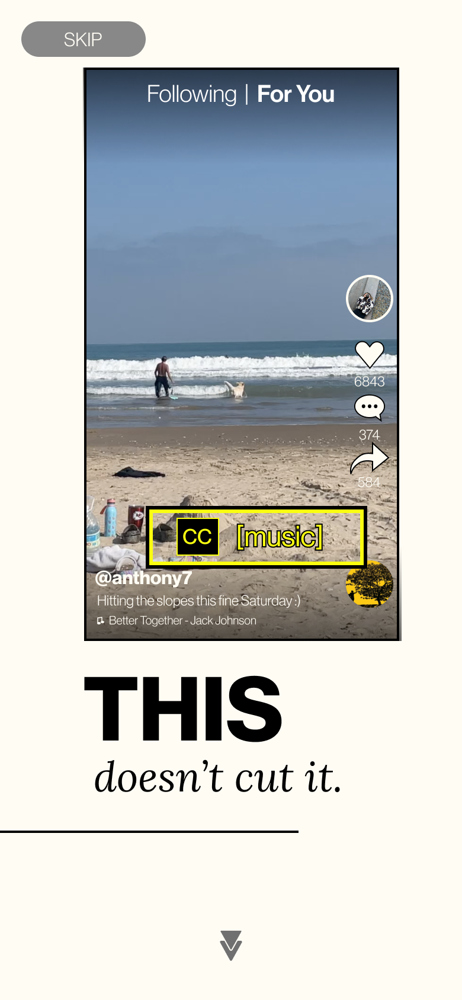 SKIP
Following | For You
6843
374
584
CC [music]
@anthony7
Hitting the slopes this fine Saturday :)
Better Together - Jack Johnson
THIS
doesn’t cut it.